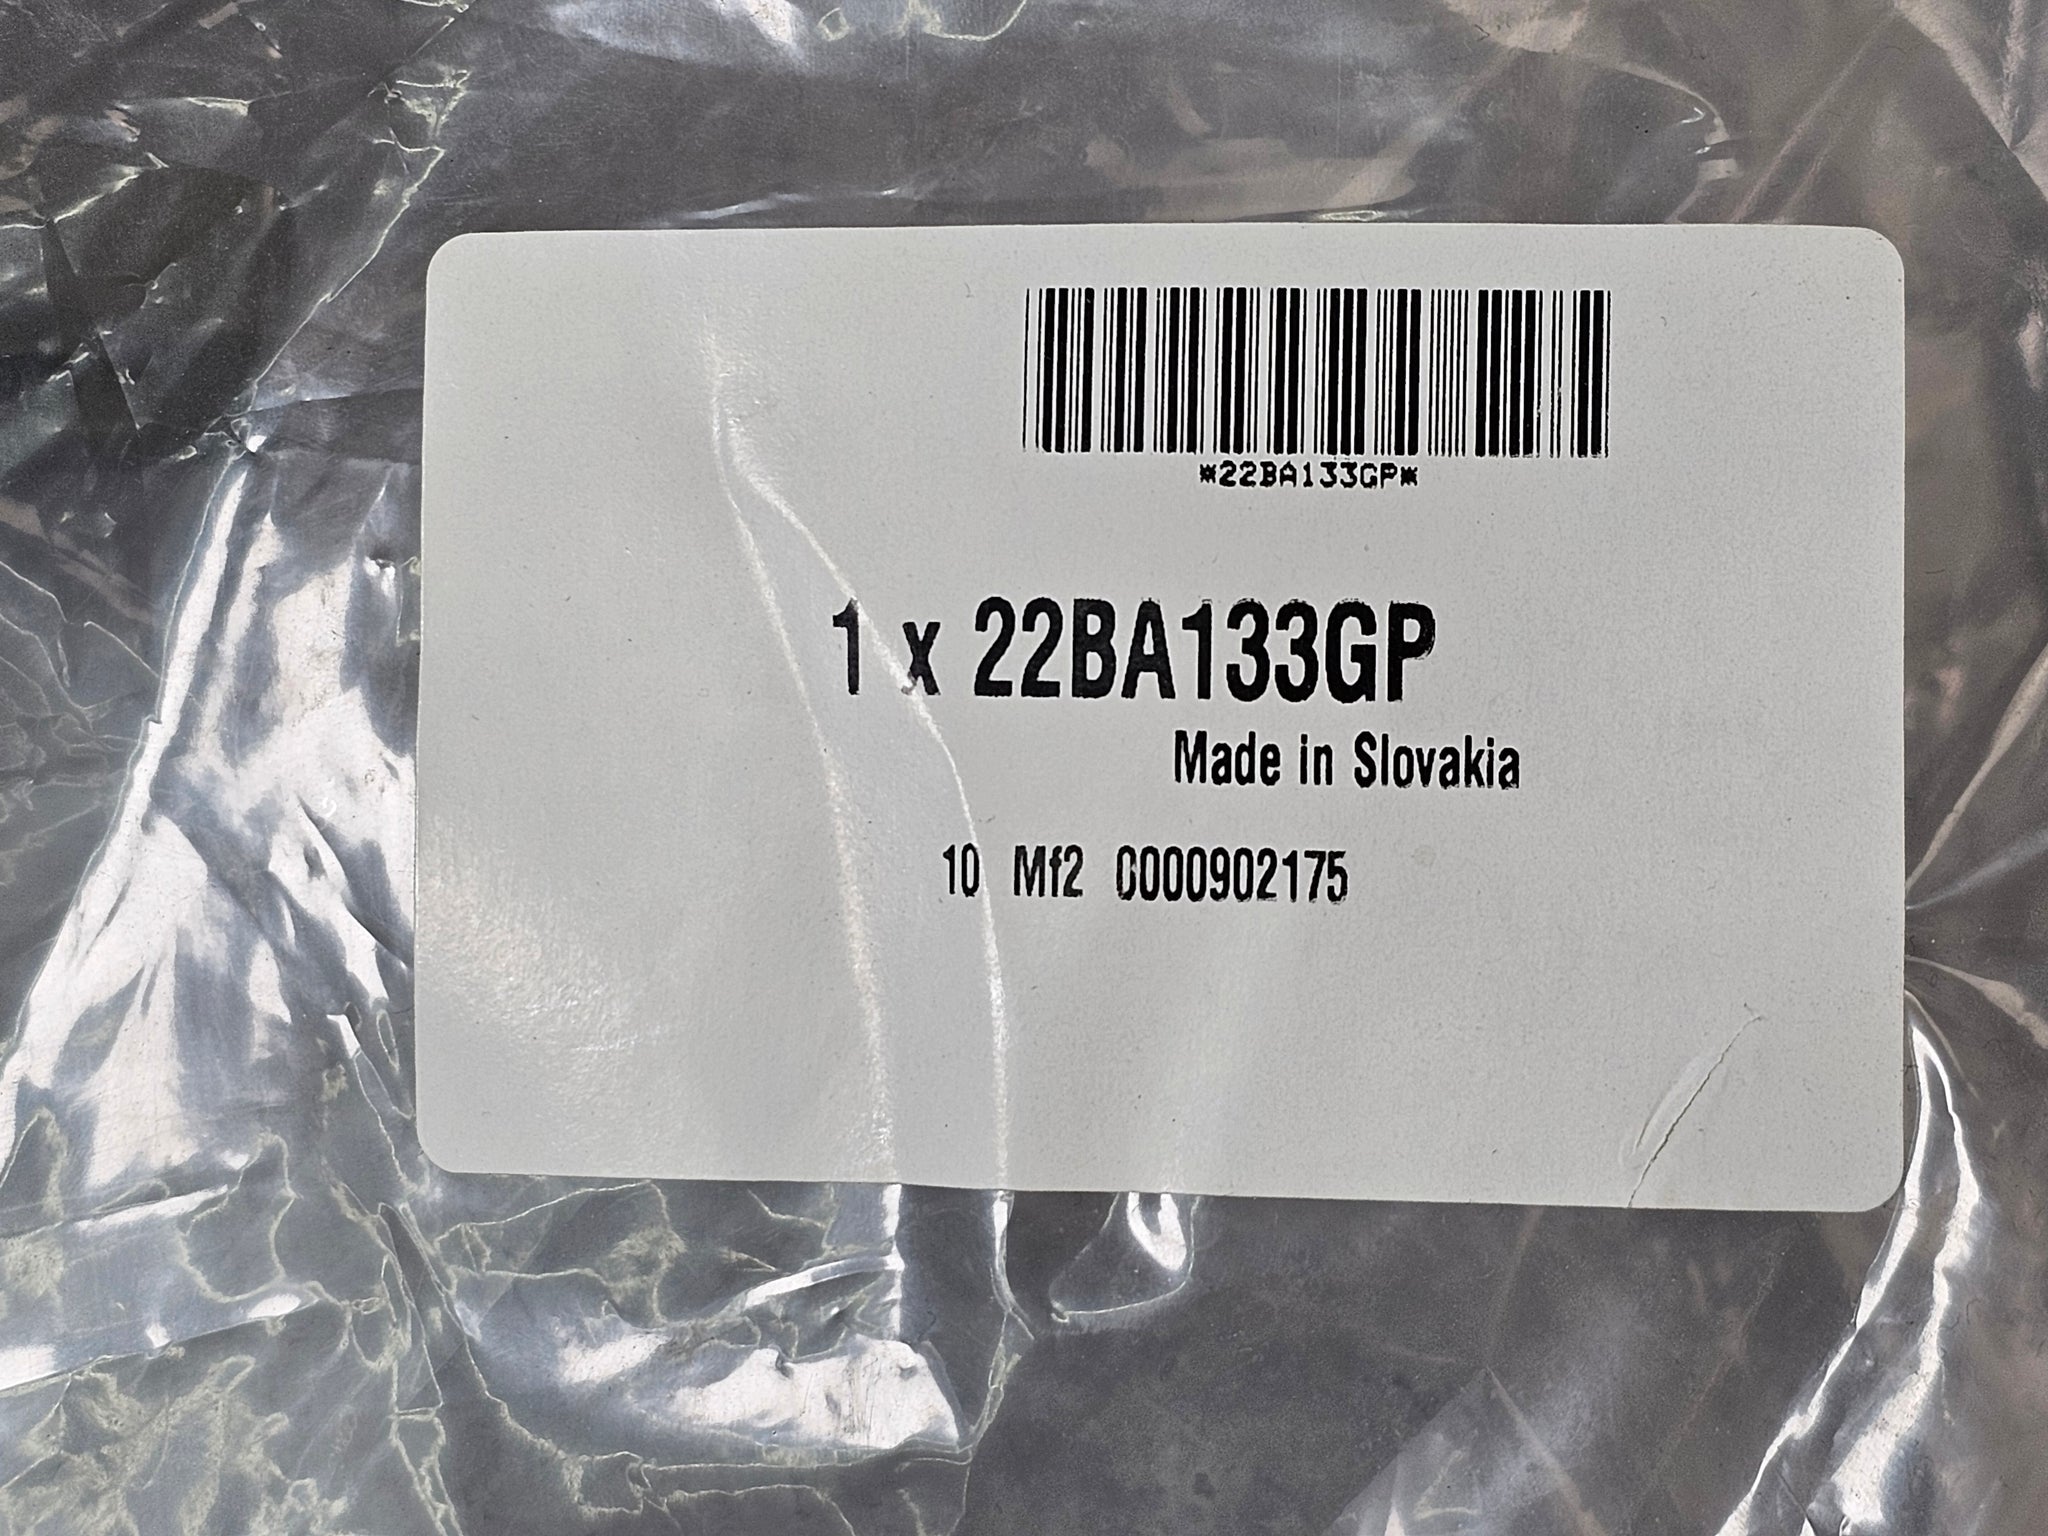 *22BA133GP*
1 x 22BA133GP
Made in Slovakia
10 Mf2 0000902175